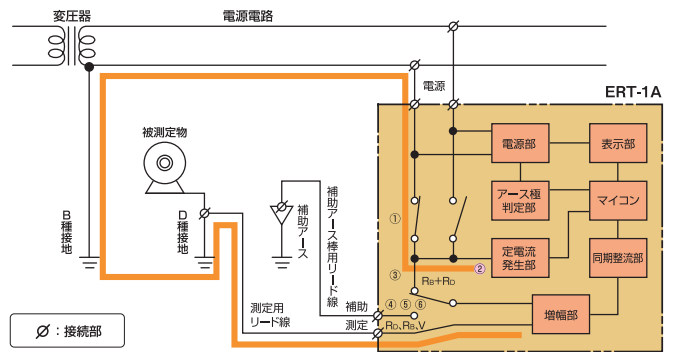 変圧器
電源電路
電源
ERT-1A
電源部
表示部
被測定物
アース極
判定部
マイコン
B種接地
D種接地
補助アース
補助アース棒用リード線
①
②
③
定電流
発生部
同期整流部
RB+RD
④ ⑤ ⑥
測定用
リード線
補助
測定
RD、RB、V
増幅部
：接続部